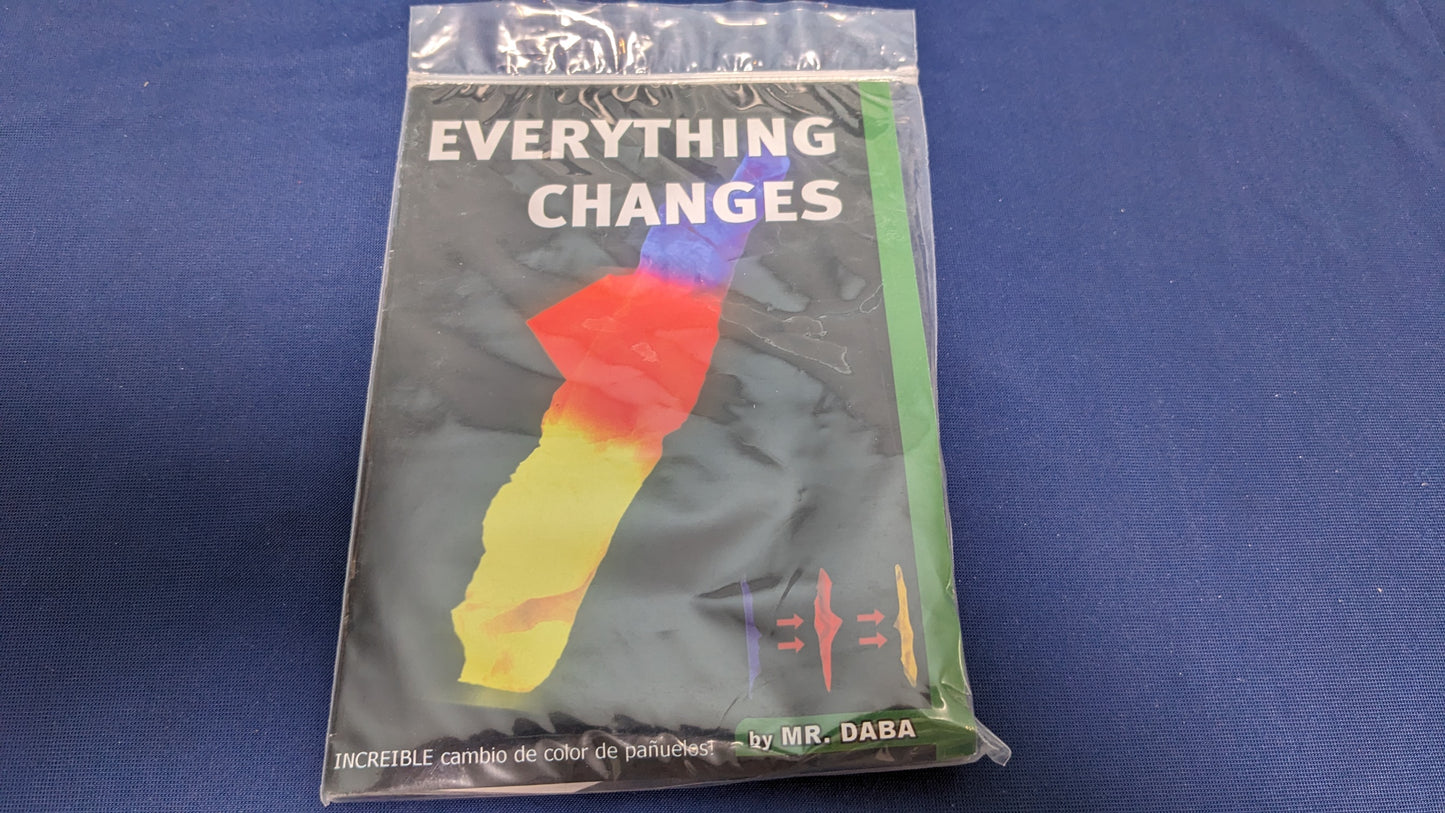 EVERYTHING
CHANGES
by MR. DABA
INCREIBLE cambio de color de pañuelos!